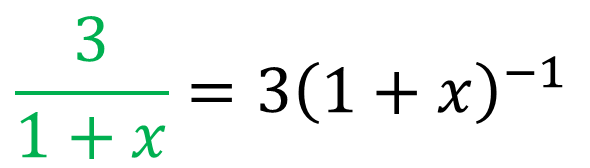 3/(1 + x) = 3(1 + x)⁻¹